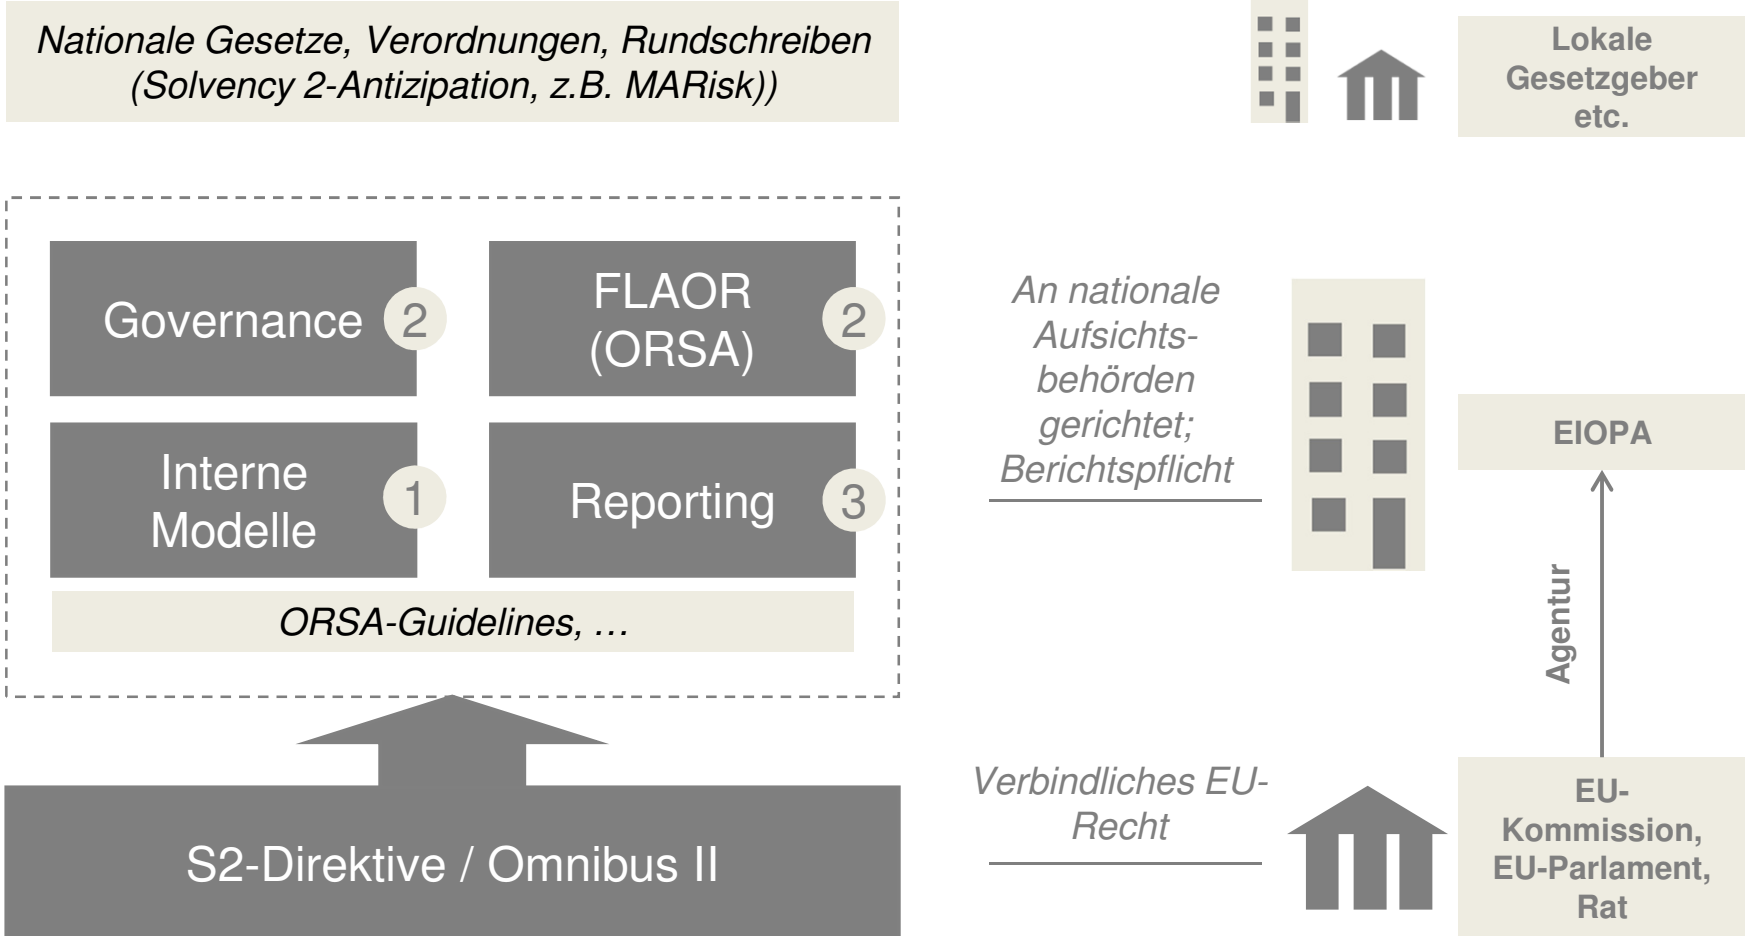 Nationale Gesetze, Verordnungen, Rundschreiben
(Solvency 2-Antizipation, z.B. MARisk))
Lokale
Gesetzgeber
etc.
Governance
2
FLAOR
(ORSA)
2
Interne
Modelle
1
Reporting
3
ORSA-Guidelines, …
An nationale
Aufsichts-
behörden
gerichtet;
Berichtspflicht
EIOPA
Agentur
S2-Direktive / Omnibus II
Verbindliches EU-
Recht
EU-
Kommission,
EU-Parlament,
Rat